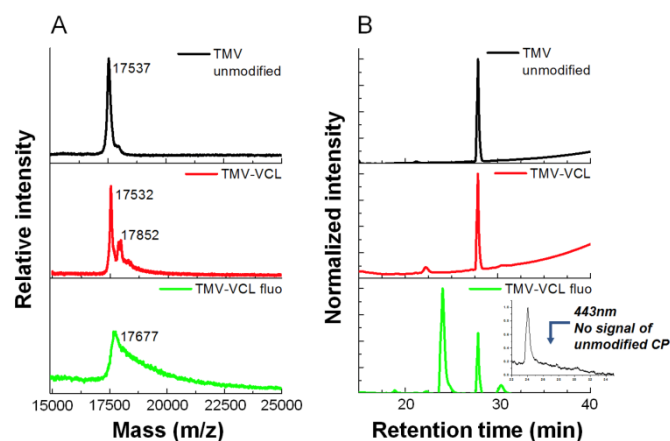 A
B
TMV
unmodified
17537
TMV
unmodified
TMV-VCL
17532
17852
TMV-VCL
TMV-VCL fluo
17677
TMV-VCL fluo
443nm
No signal of
unmodified CP
Relative intensity
Normalized intensity
15000 17500 20000 22500 25000
20 30 40
Mass (m/z)
Retention time (min)